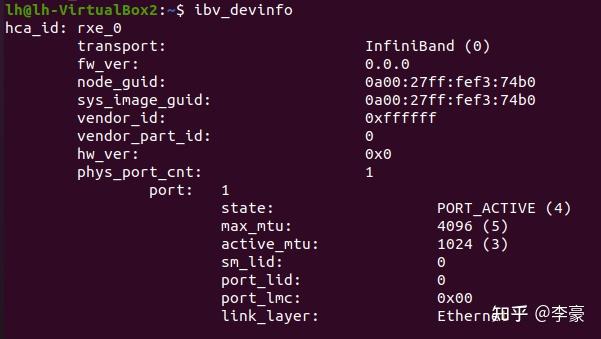 lh@lh-VirtualBox2:~$ ibv_devinfo
hca_id: rxe_0
transport: InfiniBand (0)
fw_ver: 0.0.0
node_guid: 0a00:27ff:fef3:74b0
sys_image_guid: 0a00:27ff:fef3:74b0
vendor_id: 0xffffff
vendor_part_id: 0
hw_ver: 0x0
phys_port_cnt: 1
port: 1
state: PORT_ACTIVE (4)
max_mtu: 4096 (5)
active_mtu: 1024 (3)
sm_lid: 0
port_lid: 0
port_lmc: 0x00
link_layer: Ethernet
知乎 @李豪